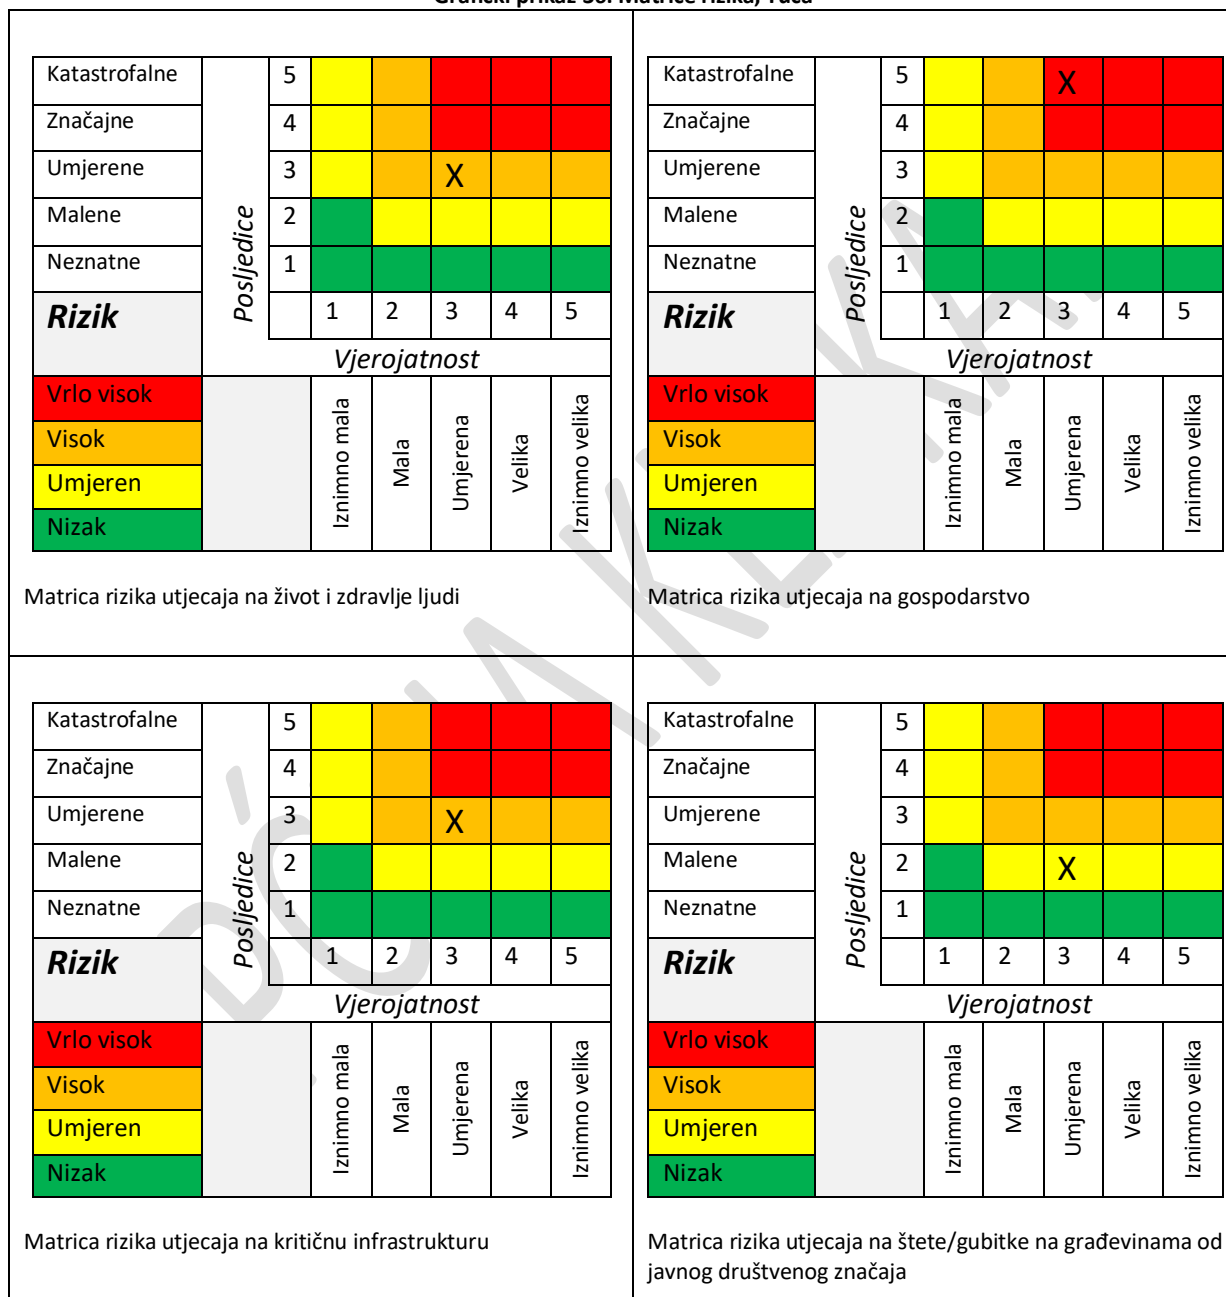 Katastrofalne 5
Značajne 4
Umjerene 3 X
Malene 2
Neznatne 1
Posljedice
Rizik 1 2 3 4 5
Vjerojatnost
Vrlo visok
Visok
Umjeren
Nizak
Iznimno mala
Mala
Umjerena
Velika
Iznimno velika
Matrica rizika utjecaja na život i zdravlje ljudi
Katastrofalne 5 X
Značajne 4
Umjerene 3
Malene 2
Neznatne 1
Posljedice
Rizik 1 2 3 4 5
Vjerojatnost
Vrlo visok
Visok
Umjeren
Nizak
Iznimno mala
Mala
Umjerena
Velika
Iznimno velika
Matrica rizika utjecaja na gospodarstvo
Katastrofalne 5
Značajne 4
Umjerene 3 X
Malene 2
Neznatne 1
Posljedice
Rizik 1 2 3 4 5
Vjerojatnost
Vrlo visok
Visok
Umjeren
Nizak
Iznimno mala
Mala
Umjerena
Velika
Iznimno velika
Matrica rizika utjecaja na kritičnu infrastrukturu
Katastrofalne 5
Značajne 4
Umjerene 3
Malene 2 X
Neznatne 1
Posljedice
Rizik 1 2 3 4 5
Vjerojatnost
Vrlo visok
Visok
Umjeren
Nizak
Iznimno mala
Mala
Umjerena
Velika
Iznimno velika
Matrica rizika utjecaja na štete/gubitke na građevinama od
javnog društvenog značaja